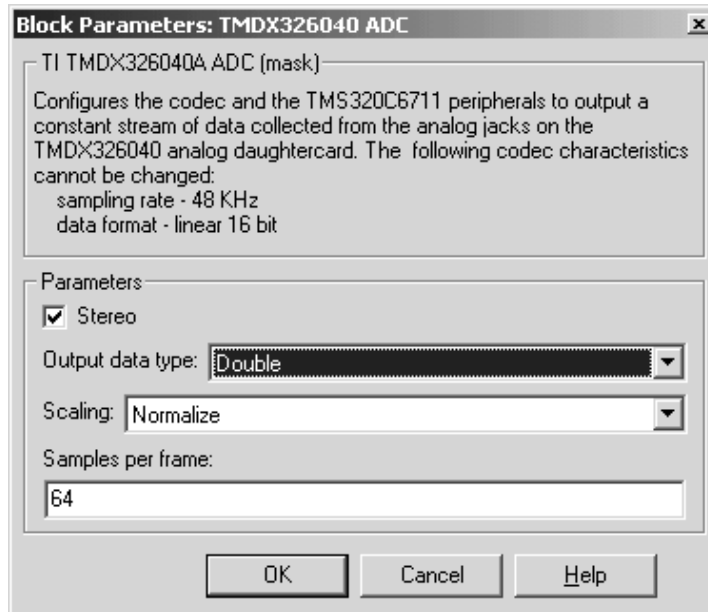 Block Parameters: TMDX326040 ADC
TI TMDX326040A ADC (mask)
Configures the codec and the TMS320C6711 peripherals to output a
constant stream of data collected from the analog jacks on the
TMDX326040 analog daughtercard. The following codec characteristics
cannot be changed:
sampling rate - 48 KHz
data format - linear 16 bit
Parameters
Stereo
Output data type: Double
Scaling: Normalize
Samples per frame:
64
OK Cancel Help